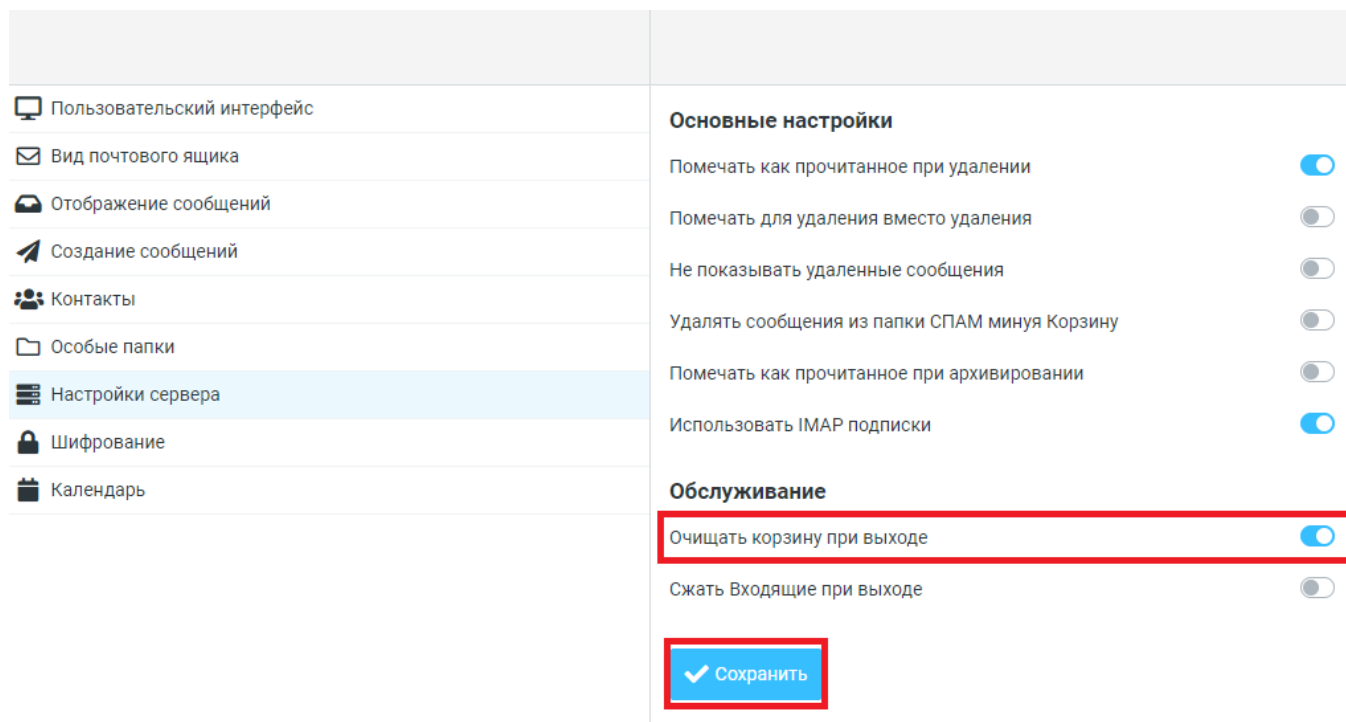 Пользовательский интерфейс
Вид почтового ящика
Отображение сообщений
Создание сообщений
Контакты
Особые папки
Настройки сервера
Шифрование
Календарь
Основные настройки
Помечать как прочитанное при удалении
Помечать для удаления вместо удаления
Не показывать удаленные сообщения
Удалять сообщения из папки СПАМ минуя Корзину
Помечать как прочитанное при архивировании
Использовать IMAP подписки
Обслуживание
Очищать корзину при выходе
Сжать Входящие при выходе
Сохранить